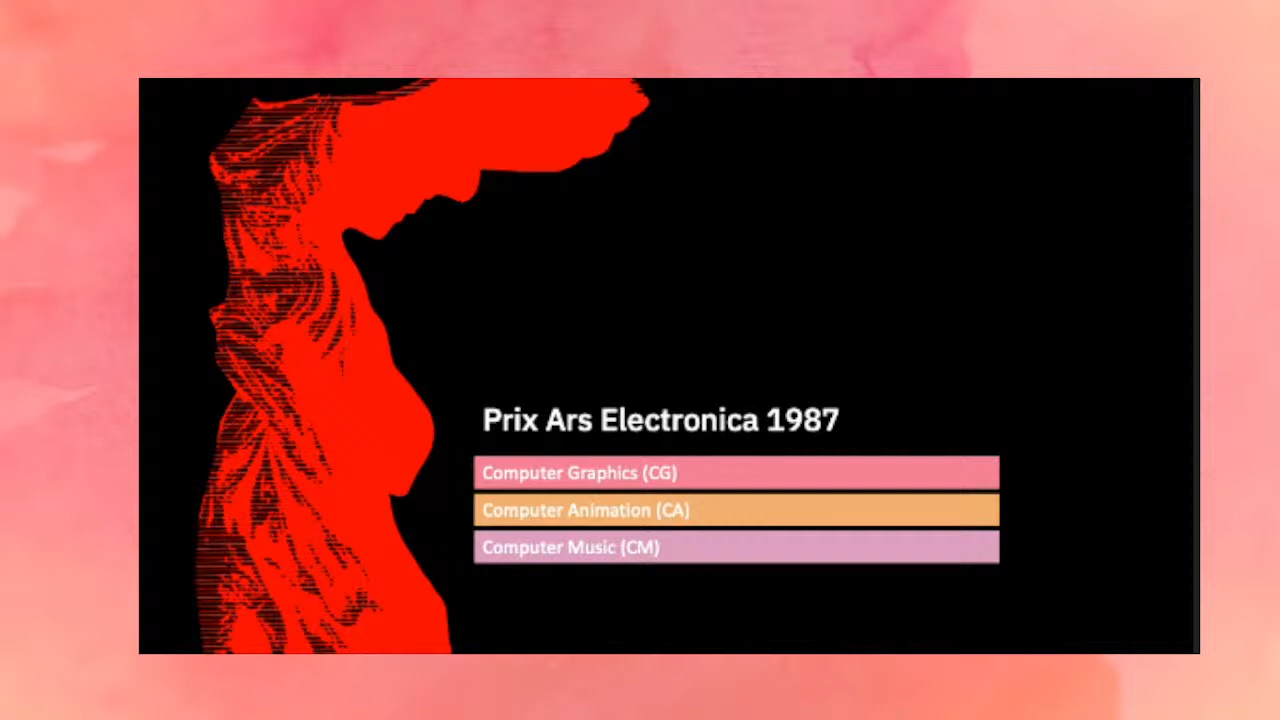 Prix Ars Electronica 1987
Computer Graphics (CG)
Computer Animation (CA)
Computer Music (CM)